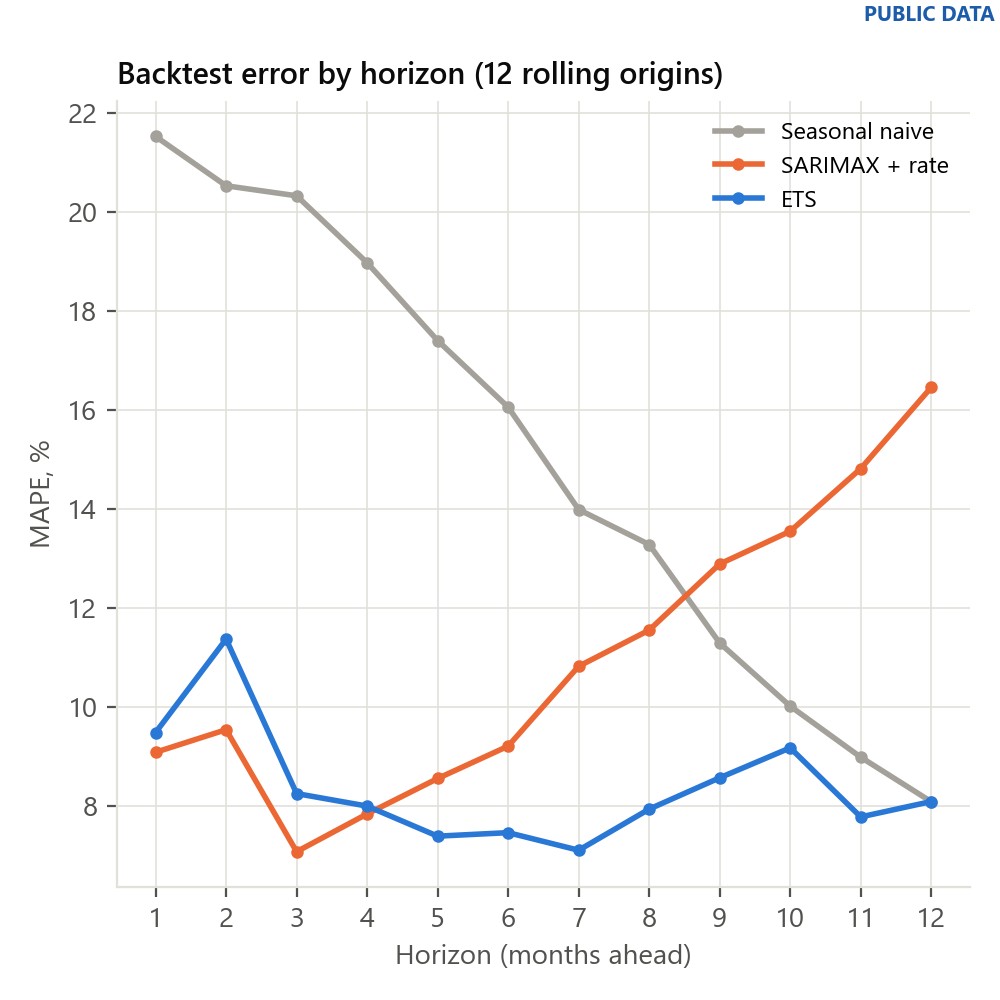 PUBLIC DATA
Backtest error by horizon (12 rolling origins)
Seasonal naive
SARIMAX + rate
ETS
MAPE, %
22
20
18
16
14
12
10
8
1 2 3 4 5 6 7 8 9 10 11 12
Horizon (months ahead)